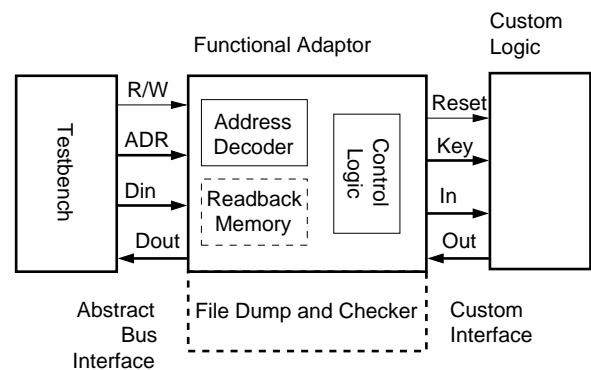 Custom
Logic
Functional Adaptor
R/W
ADR
Din
Dout
Testbench
Address
Decoder
Readback
Memory
Control
Logic
Reset
Key
In
Out
Abstract
Bus
Interface
File Dump and Checker
Custom
Interface